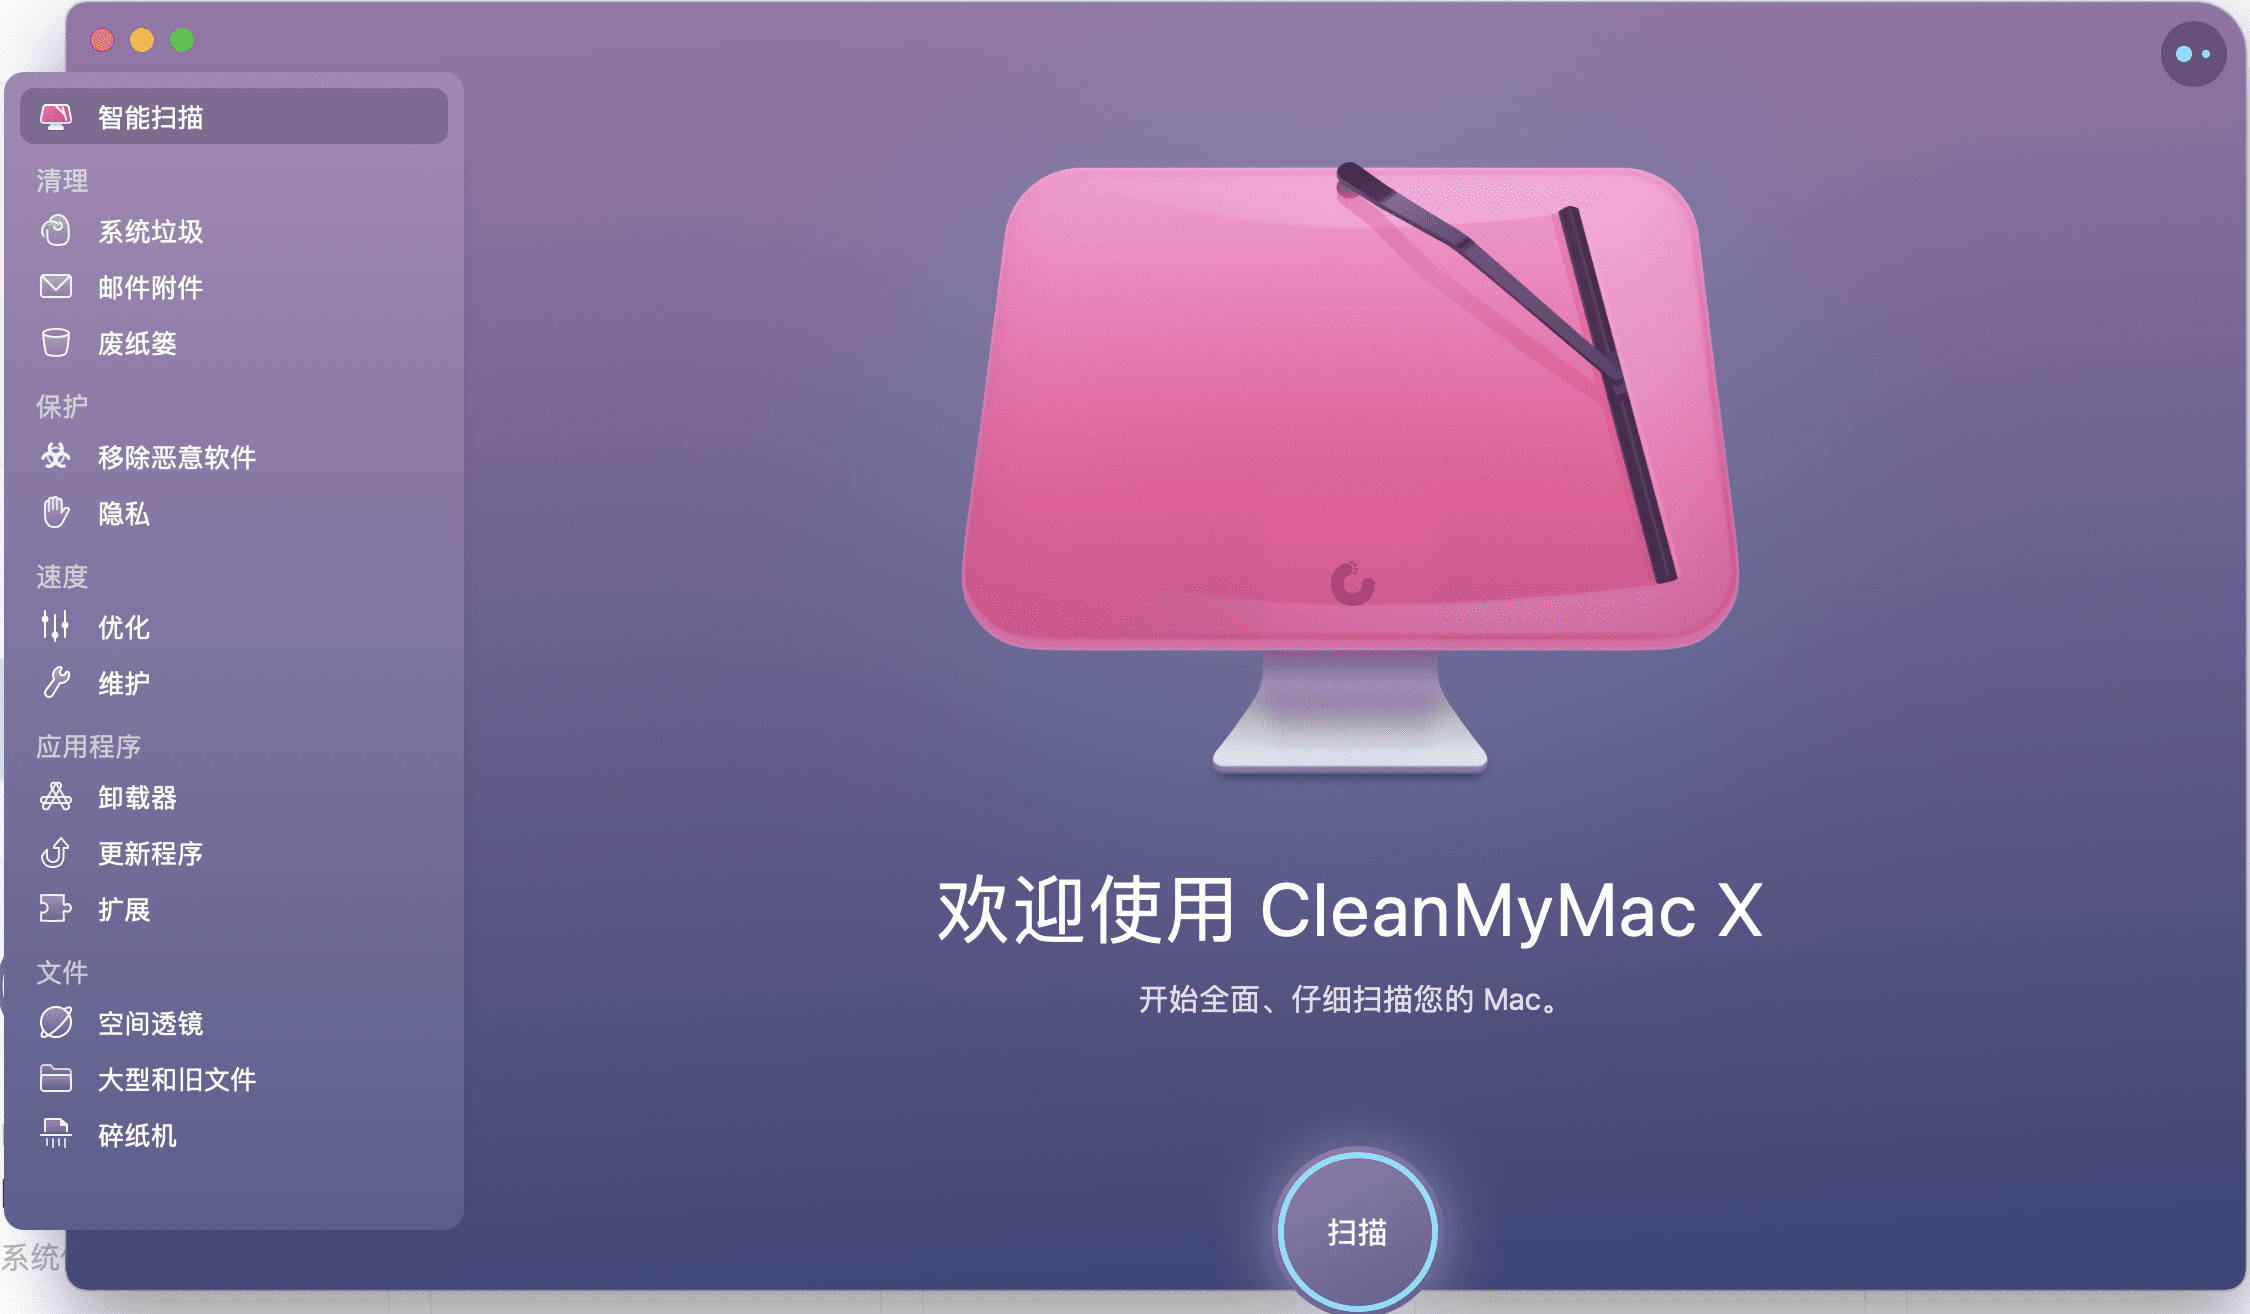 智能扫描
清理
系统垃圾
邮件附件
废纸篓
保护
移除恶意软件
隐私
速度
优化
维护
应用程序
卸载器
更新程序
扩展
文件
空间透镜
大型和旧文件
碎纸机
系统
欢迎使用 CleanMyMac X
开始全面、仔细扫描您的 Mac。
扫描